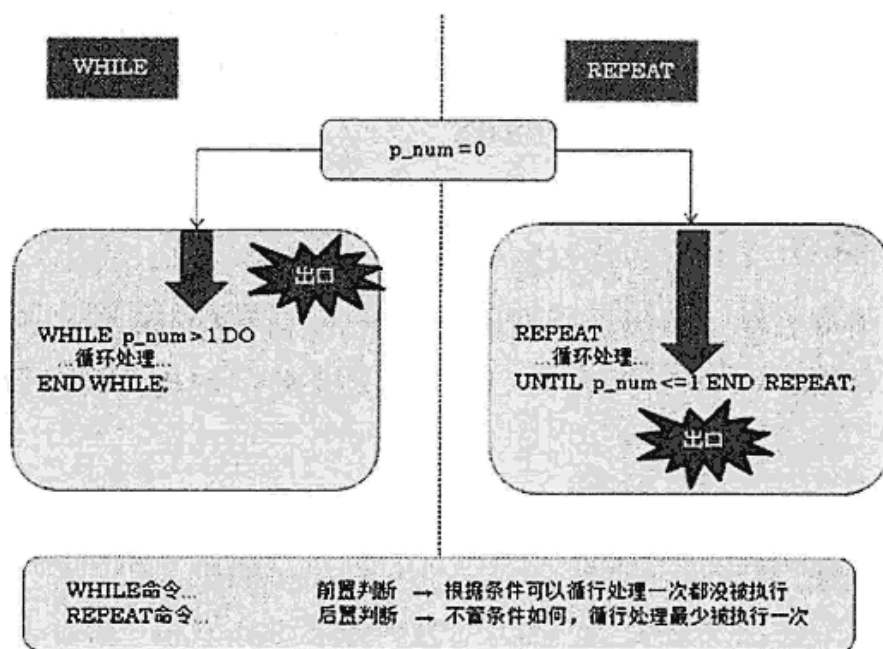 WHILE
REPEAT
p_num=0
出口
WHILE p_num>1 DO
...循环处理...
END WHILE;
REPEAT
...循环处理...
UNTIL p_num<=1 END REPEAT;
出口
WHILE命令... 前置判断 → 根据条件可以循行处理一次都没被执行
REPEAT命令... 后置判断 → 不管条件如何，循行处理最少被执行一次